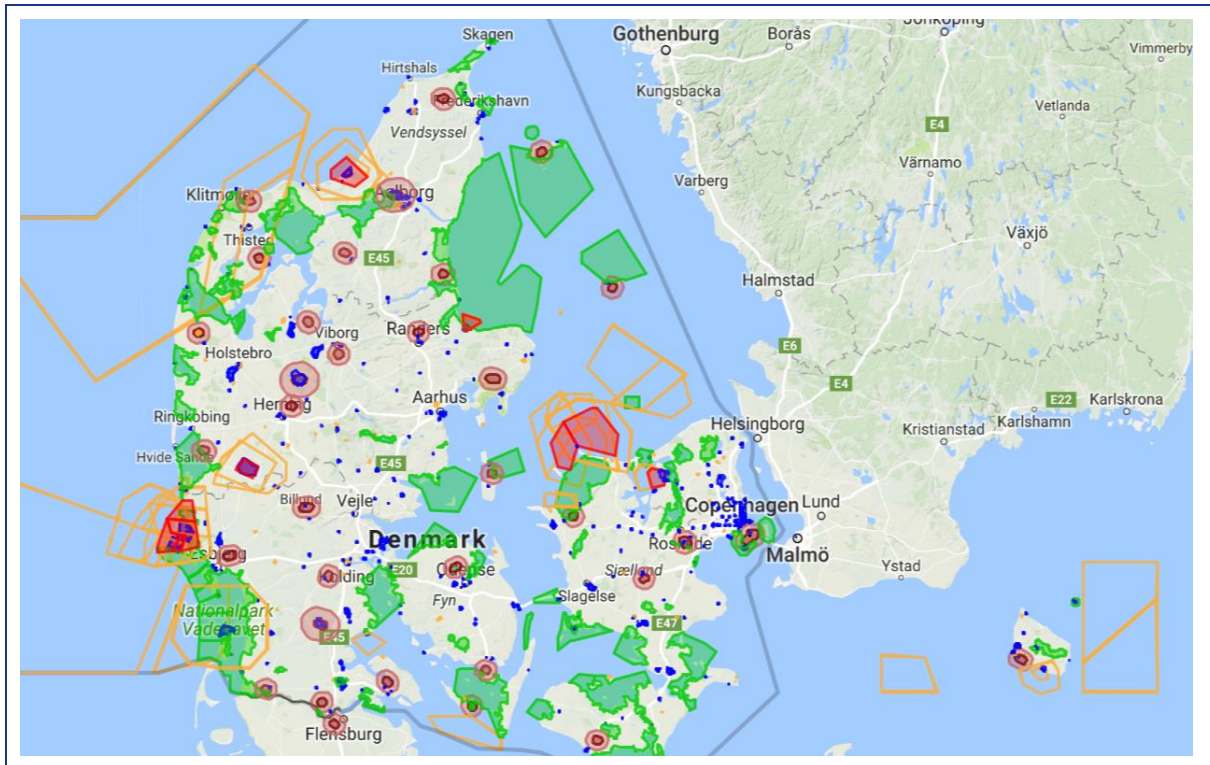 Skagen
Gothenburg
Borås
Jönköping
Vimmerby
Hirtshals
Frederikshavn
Kungsbacka
Vetlanda
Vendsyssel
E4
Värnamo
Varberg
Klitmøller
Aalborg
Thisted
E45
Växjö
Halmstad
Viborg
Randers
Holstebro
E6
E4
Herning
Aarhus
E22
Karlskrona
Ringkøbing
Helsingborg
Kristianstad
Karlshamn
Hvide Sande
E45
Billund
Vejle
Copenhagen
Lund
Denmark
Roskilde
Malmö
Esbjerg
Kolding
E20
Odense
Sjælland
Ystad
Fyn
Slagelse
Nationalpark
Vadehavet
E45
E47
Flensburg